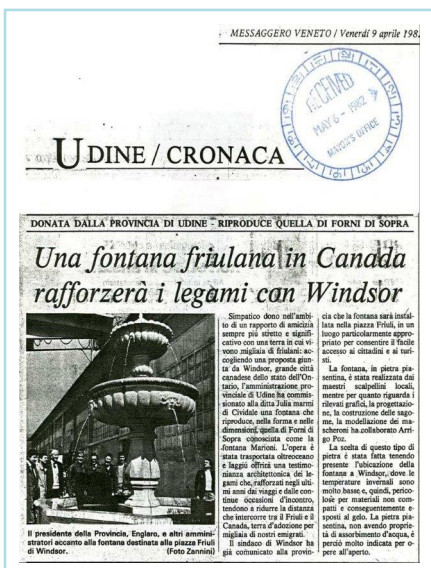 MESSAGGERO VENETO / Venerdì 9 aprile 1982
RECEIVED
MAY 6 - 1982
MAYOR'S OFFICE
UDINE / CRONACA
DONATA DALLA PROVINCIA DI UDINE - RIPRODUCE QUELLA DI FORNI DI SOPRA
Una fontana friulana in Canada
rafforzerà i legami con Windsor
Il presidente della Provincia, Englaro, e altri ammini-
stratori accanto alla fontana destinata alla piazza Friuli
di Windsor. (Foto Zannini)
Simpatico dono nell'ambi-
to di un rapporto di amicizia
sempre più stretto e signifi-
cativo con una terra in cui vi-
vono migliaia di friulani: ac-
cogliendo una proposta giun-
ta da Windsor, grande città
canadese dello stato dell'On-
tario, l'amministrazione pro-
vinciale di Udine ha commis-
sionato alla ditta Julia marmi
di Cividale una fontana che
riproduce, nella forma e nelle
dimensioni, quella di Forni di
Sopra conosciuta come la
fontana Marioni. L'opera è
stata trasportata oltreoceano
e laggiù offrirà una testimo-
nianza architettonica dei le-
gami che, rafforzati negli ulti-
mi anni dai viaggi e dalle con-
tinue occasioni d'incontro,
tendono a ridurre la distanza
che intercorre tra il Friuli e il
Canada, terra d'adozione per
migliaia di nostri emigrati.
Il sindaco di Windsor ha
già comunicato alla provin-
cia che la fontana sarà instal-
lata nella piazza Friuli, in un
luogo particolarmente appro-
priato per consentire il facile
accesso ai cittadini e ai turi-
sti.
La fontana, in pietra pia-
sentina, è stata realizzata dai
maestri scalpellini locali,
mentre per quanto riguarda i
rilevati grafici, la progettazio-
ne, la costruzione delle sago-
me, la modellazione dei ma-
scheroni ha collaborato Arri-
go Poz.
La scelta di questo tipo di
pietra è stata fatta tenendo
presente l'ubicazione della
fontana a Windsor, dove le
temperature invernali sono
molto basse e, quindi, perico-
lose per materiali non com-
patti e conseguentemente e-
sposti al gelo. La pietra pia-
sentina, non avendo proprie-
tà di assorbimento d'acqua, è
perciò molto indicata per o-
pere all'aperto.